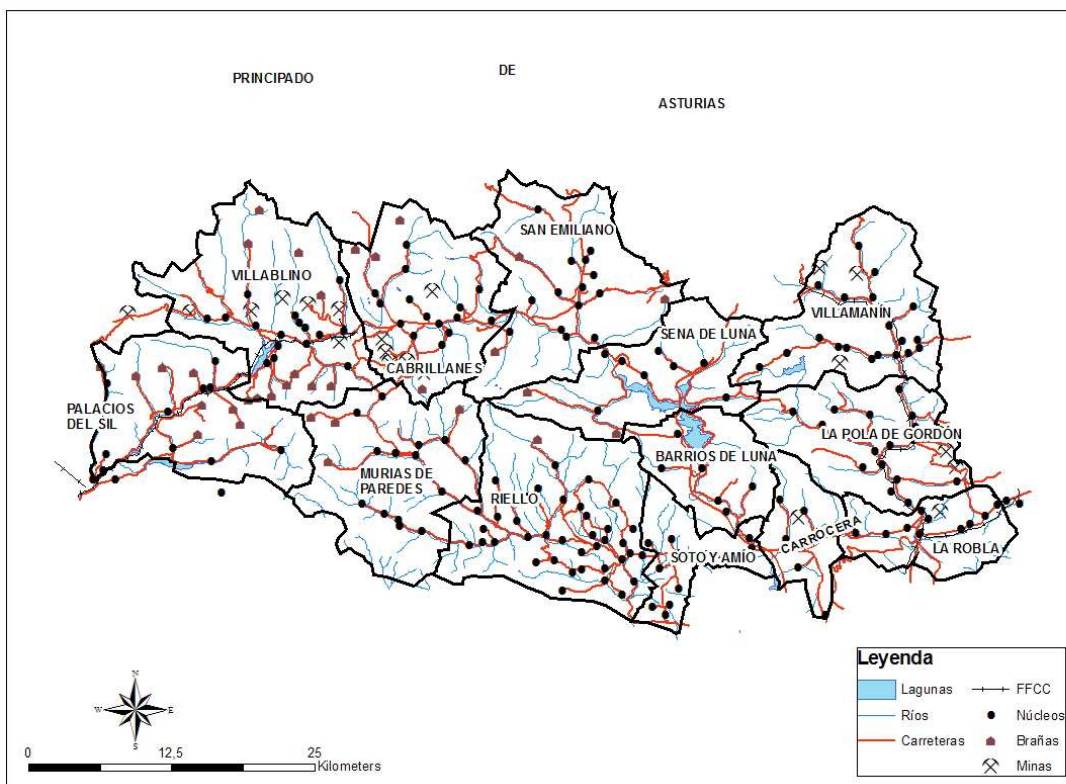 PRINCIPADO
DE
ASTURIAS
SAN EMILIANO
VILLABLINO
VILLAMANÍN
SENA DE LUNA
CABRILLANES
PALACIOS
DEL SIL
LA POLA DE GORDÓN
BARRIOS DE LUNA
MURIAS DE
PAREDES
RIELLO
CARROCERA
LA ROBLA
SOTO Y AMÍO
Leyenda
Lagunas
FFCC
Ríos
Núcleos
Carreteras
Brañas
Minas
N
W
E
S
0 12,5 25
Kilometers